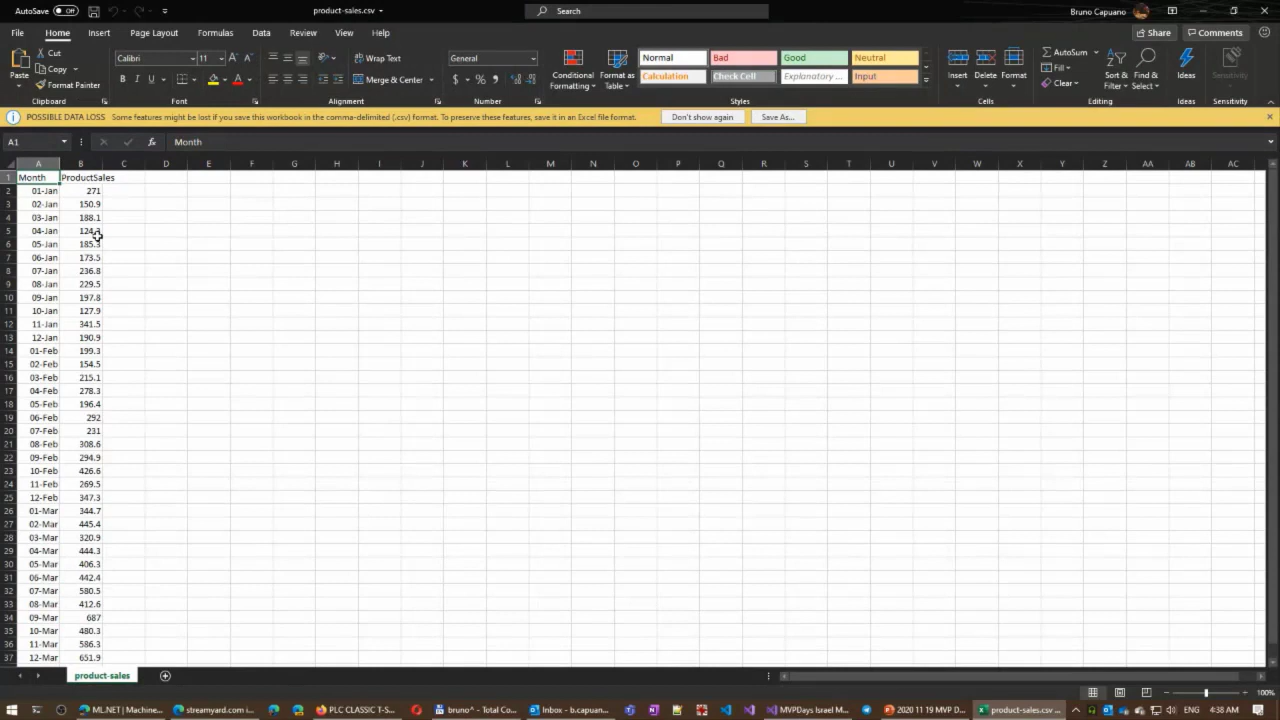 AutoSave Off product-sales.csv Search Bruno Capuano
File Home Insert Page Layout Formulas Data Review View Help Share Comments
Paste Cut Copy Format Painter Calibri 11 Wrap Text Merge & Center General Conditional Formatting Format as Table Normal Bad Good Neutral Calculation Check Cell Explanatory ... Input Insert Delete Format AutoSum Fill Clear Sort & Filter Find & Select Ideas Sensitivity
Clipboard Font Alignment Number Styles Cells Editing Ideas Sensitivity
POSSIBLE DATA LOSS Some features might be lost if you save this workbook in the comma-delimited (.csv) format. To preserve these features, save it in an Excel file format. Don't show again Save As...
A1 fx Month
A B C D E F G H I J K L M N O P Q R S T U V W X Y Z AA AB AC
1 Month ProductSales
2 01-Jan 271
3 02-Jan 150.9
4 03-Jan 188.1
5 04-Jan
6 05-Jan 185.3
7 06-Jan 173.5
8 07-Jan 236.8
9 08-Jan 229.5
10 09-Jan 197.8
11 10-Jan 127.9
12 11-Jan 341.5
13 12-Jan 190.9
14 01-Feb 199.3
15 02-Feb 154.5
16 03-Feb 215.1
17 04-Feb 278.3
18 05-Feb 196.4
19 06-Feb 292
20 07-Feb 231
21 08-Feb 308.6
22 09-Feb 294.9
23 10-Feb 426.6
24 11-Feb 269.5
25 12-Feb 347.3
26 01-Mar 344.7
27 02-Mar 445.4
28 03-Mar 320.9
29 04-Mar 444.3
30 05-Mar 406.3
31 06-Mar 442.4
32 07-Mar 580.5
33 08-Mar 412.6
34 09-Mar 687
35 10-Mar 480.3
36 11-Mar 586.3
37 12-Mar 651.9
product-sales
100%
ML.NET | Machine... streamyard.com i... PLC CLASSIC T-S... bruno^ - Total Co... Inbox - b.capuan... MVPDays Israel M... 2020 11 19 MVP D... product-sales.csv ... ENG 4:38 AM